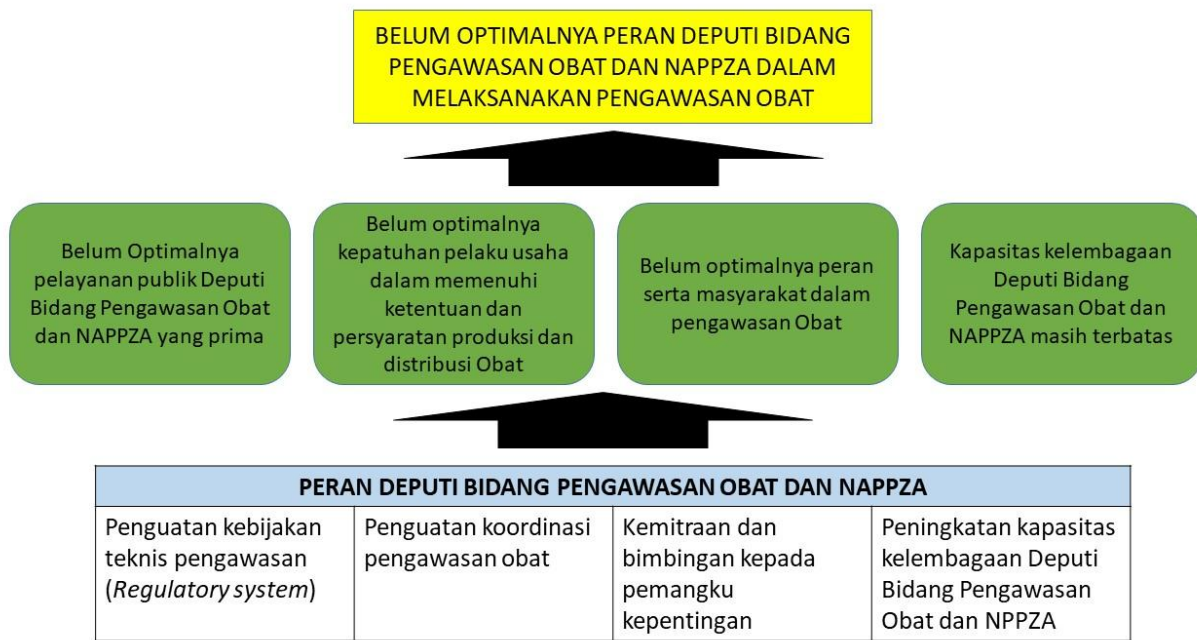 BELUM OPTIMALNYA PERAN DEPUTI BIDANG
PENGAWASAN OBAT DAN NAPPZA DALAM
MELAKSANAKAN PENGAWASAN OBAT
Belum Optimalnya
pelayanan publik Deputi
Bidang Pengawasan Obat
dan NAPPZA yang prima
Belum optimalnya
kepatuhan pelaku usaha
dalam memenuhi
ketentuan dan
persyaratan produksi dan
distribusi Obat
Belum optimalnya peran
serta masyarakat dalam
pengawasan Obat
Kapasitas kelembagaan
Deputi Bidang
Pengawasan Obat dan
NAPPZA masih terbatas
PERAN DEPUTI BIDANG PENGAWASAN OBAT DAN NAPPZA
Penguatan kebijakan
teknis pengawasan
(Regulatory system)
Penguatan koordinasi
pengawasan obat
Kemitraan dan
bimbingan kepada
pemangku
kepentingan
Peningkatan kapasitas
kelembagaan Deputi
Bidang Pengawasan
Obat dan NPPZA